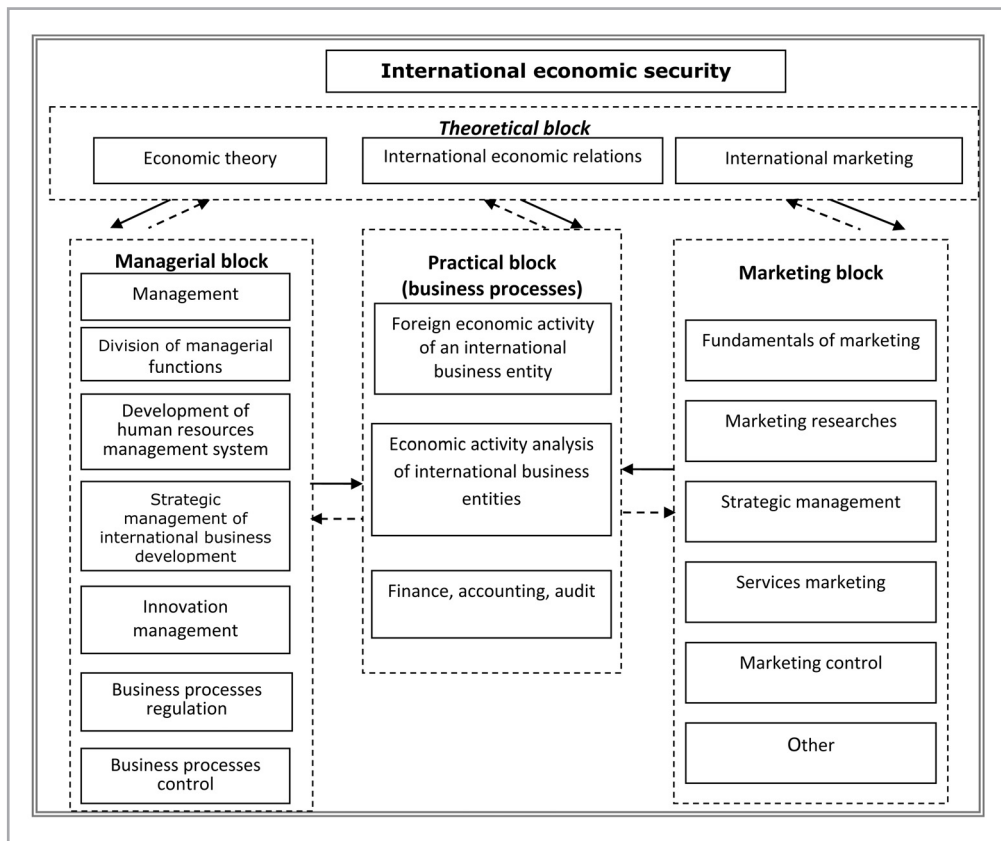 International economic security
Theoretical block
Economic theory
International economic relations
International marketing
Managerial block
Management
Division of managerial
functions
Development of
human resources
management system
Strategic
management of
international business
development
Innovation
management
Business processes
regulation
Business processes
control
Practical block
(business processes)
Foreign economic activity
of an international
business entity
Economic activity analysis
of international business
entities
Finance, accounting, audit
Marketing block
Fundamentals of marketing
Marketing researches
Strategic management
Services marketing
Marketing control
Other